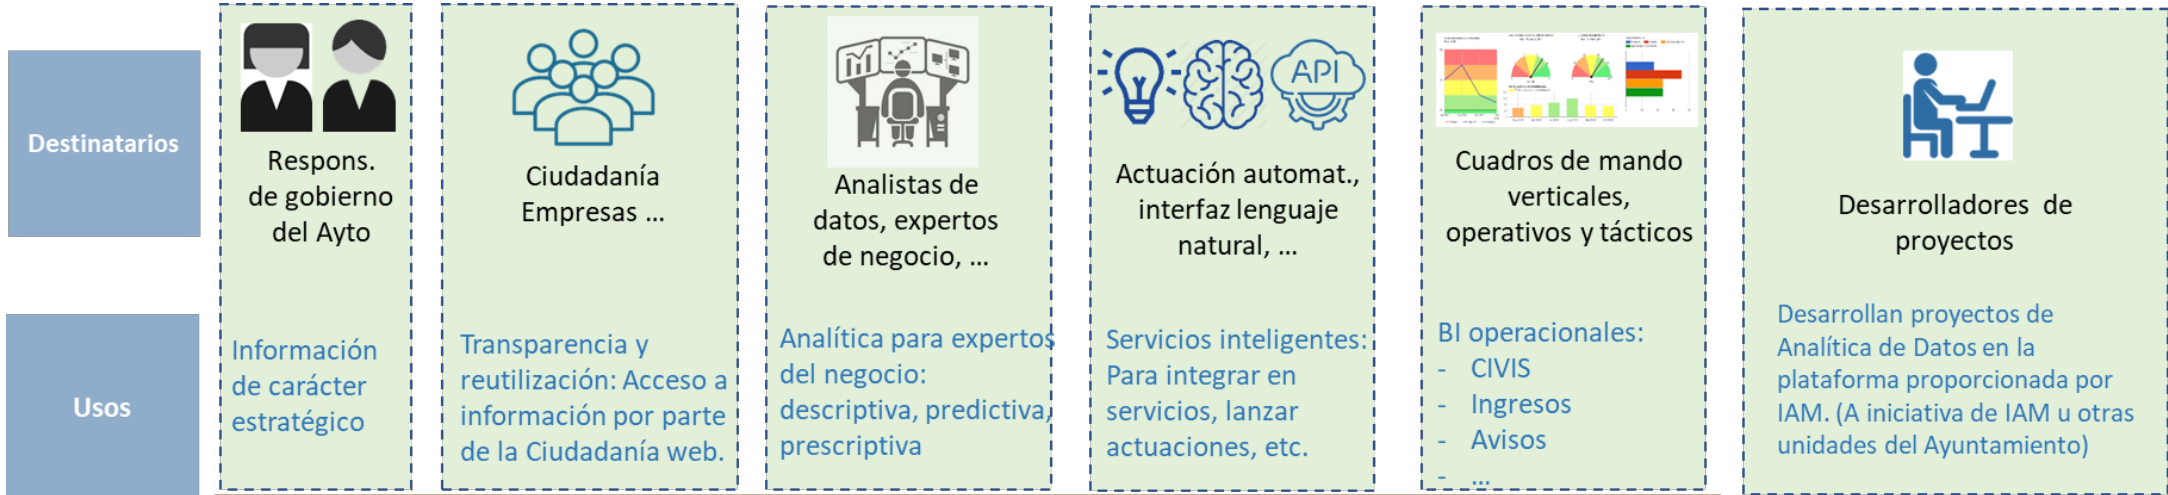 Destinatarios
Respons.
de gobierno
del Ayto
Ciudadanía
Empresas ...
Analistas de
datos, expertos
de negocio, ...
API
Actuación automat.,
interfaz lenguaje
natural, ...
Cuadros de mando
verticales,
operativos y tácticos
Desarrolladores de
proyectos
Usos
Información
de carácter
estratégico
Transparencia y
reutilización: Acceso a
información por parte
de la Ciudadanía web.
Analítica para expertos
del negocio:
descriptiva, predictiva,
prescriptiva
Servicios inteligentes:
Para integrar en
servicios, lanzar
actuaciones, etc.
BI operacionales:
- CIVIS
- Ingresos
- Avisos
- ...
Desarrollan proyectos de
Analítica de Datos en la
plataforma proporcionada por
IAM. (A iniciativa de IAM u otras
unidades del Ayuntamiento)